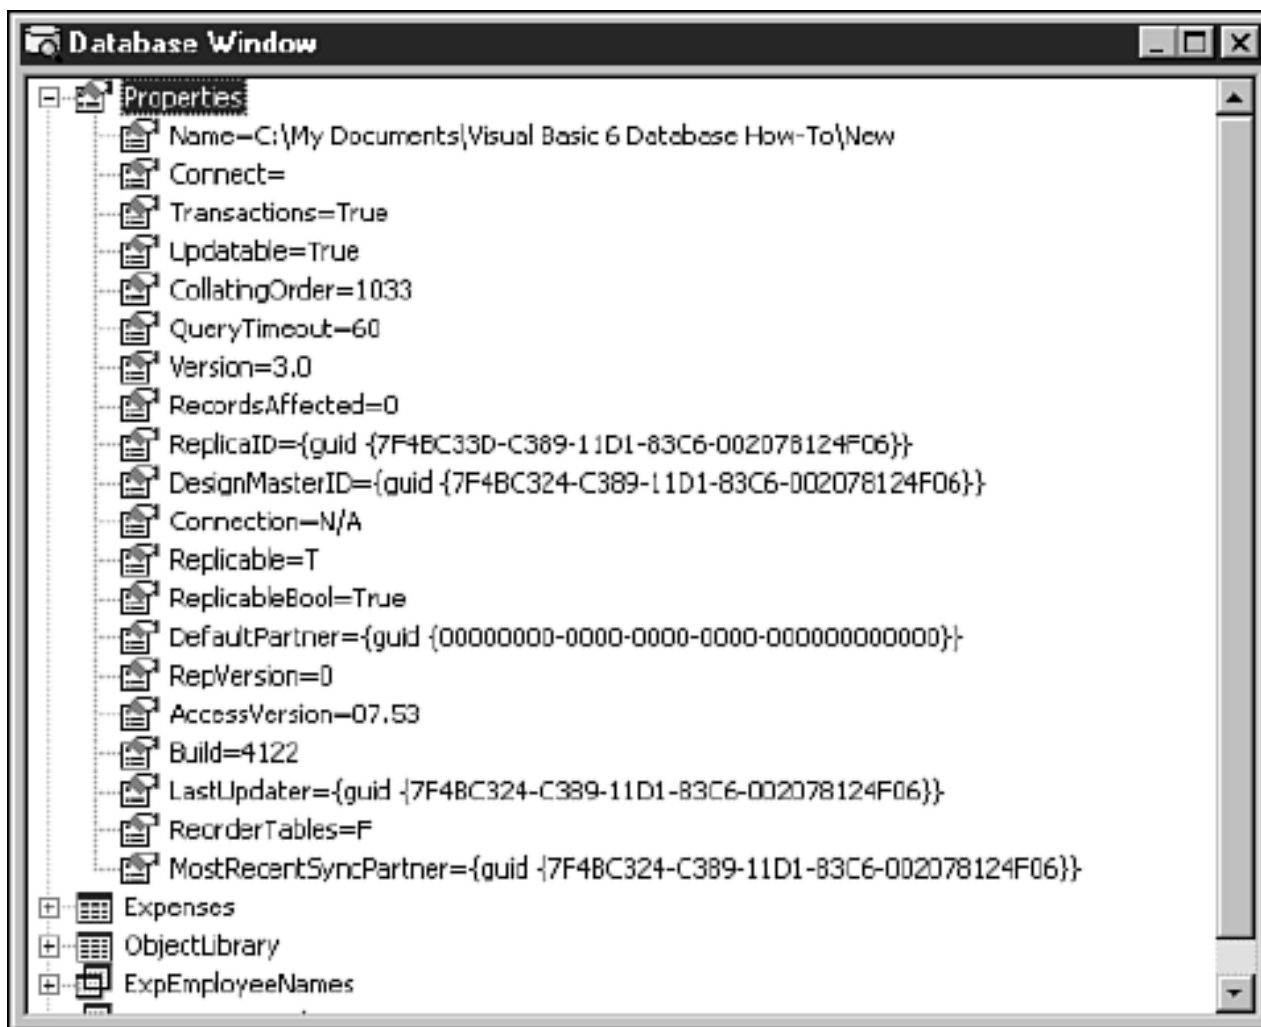 Database Window
Properties
Name=C:\My Documents\Visual Basic 6 Database How-To\New
Connect=
Transactions=True
Updatable=True
CollatingOrder=1033
QueryTimeout=60
Version=3.0
RecordsAffected=0
ReplicaID={guid {7F4BC33D-C389-11D1-83C6-002078124F06}}
DesignMasterID={guid {7F4BC324-C389-11D1-83C6-002078124F06}}
Connection=N/A
Replicable=T
ReplicableBool=True
DefaultPartner={guid {00000000-0000-0000-0000-000000000000}}
RepVersion=0
AccessVersion=07.53
Build=4122
LastUpdater={guid {7F4BC324-C389-11D1-83C6-002078124F06}}
ReorderTables=F
MostRecentSyncPartner={guid {7F4BC324-C389-11D1-83C6-002078124F06}}
Expenses
ObjectLibrary
ExpEmployeeNames